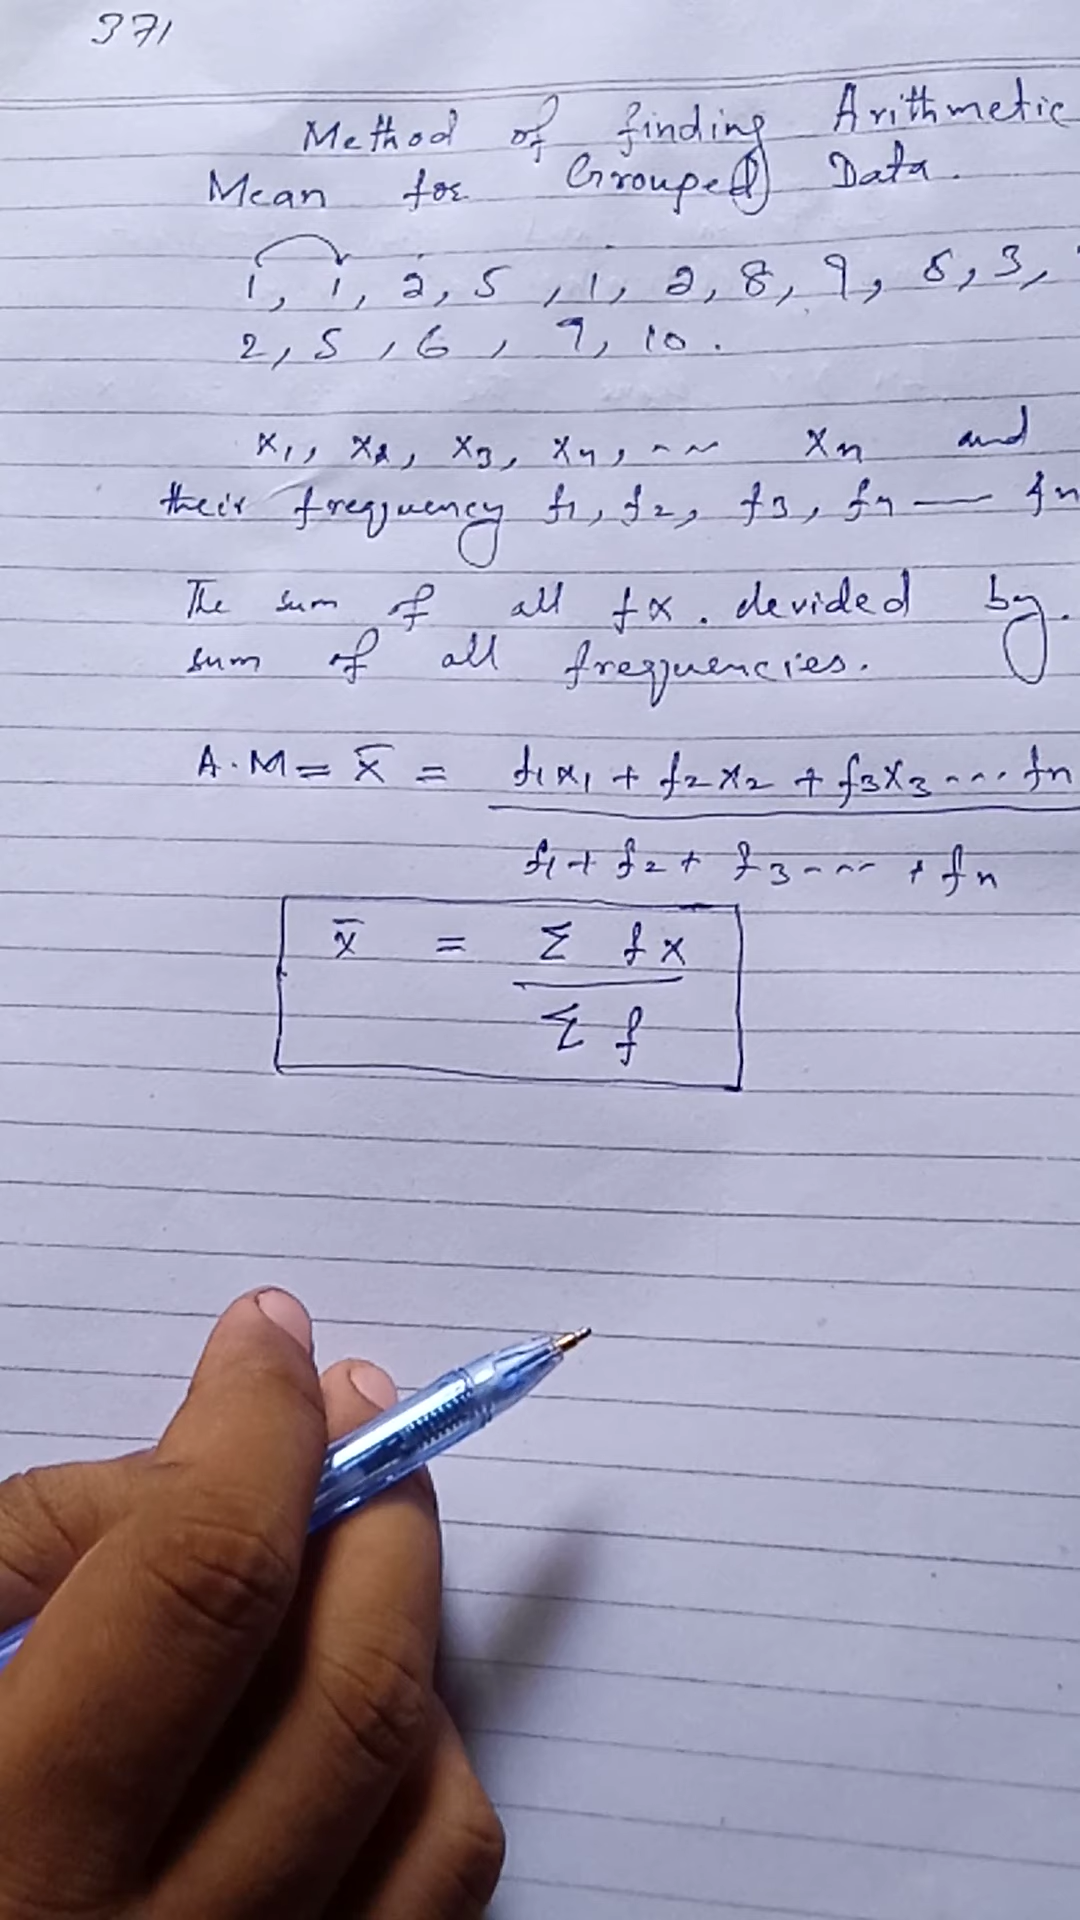 371
Method of finding Arithmetic
Mean for Grouped Data.
1, 1, 2, 5, 1, 2, 8, 9, 8, 3,
2, 5, 6, 9, 10.
x1, x2, x3, x4, ~~ xn and
their frequency f1, f2, f3, f4 — fn
The sum of all fx. devided by.
sum of all frequencies.
A.M = x̄ = f1x1 + f2x2 + f3x3 --- fn
f1 + f2 + f3 --- + fn
x̄ = Σ fx
Σ f